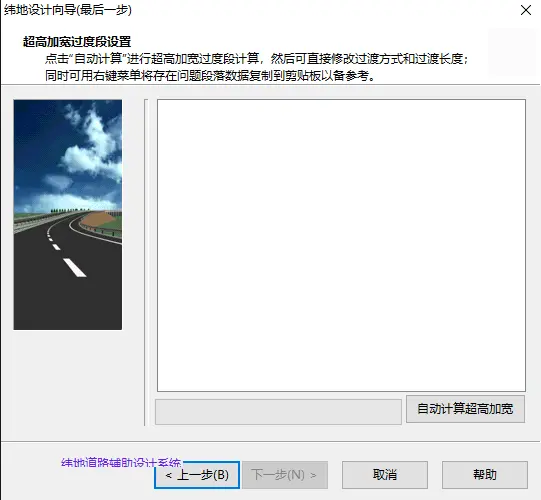 纬地设计向导(最后一步)
超高加宽过度段设置
点击“自动计算”进行超高加宽过度段计算，然后可直接修改过渡方式和过渡长度；
同时可用右键菜单将存在问题段落数据复制到剪贴板以备参考。
自动计算超高加宽
纬地道路辅助设计系统
< 上一步(B)
下一步(N) >
取消
帮助